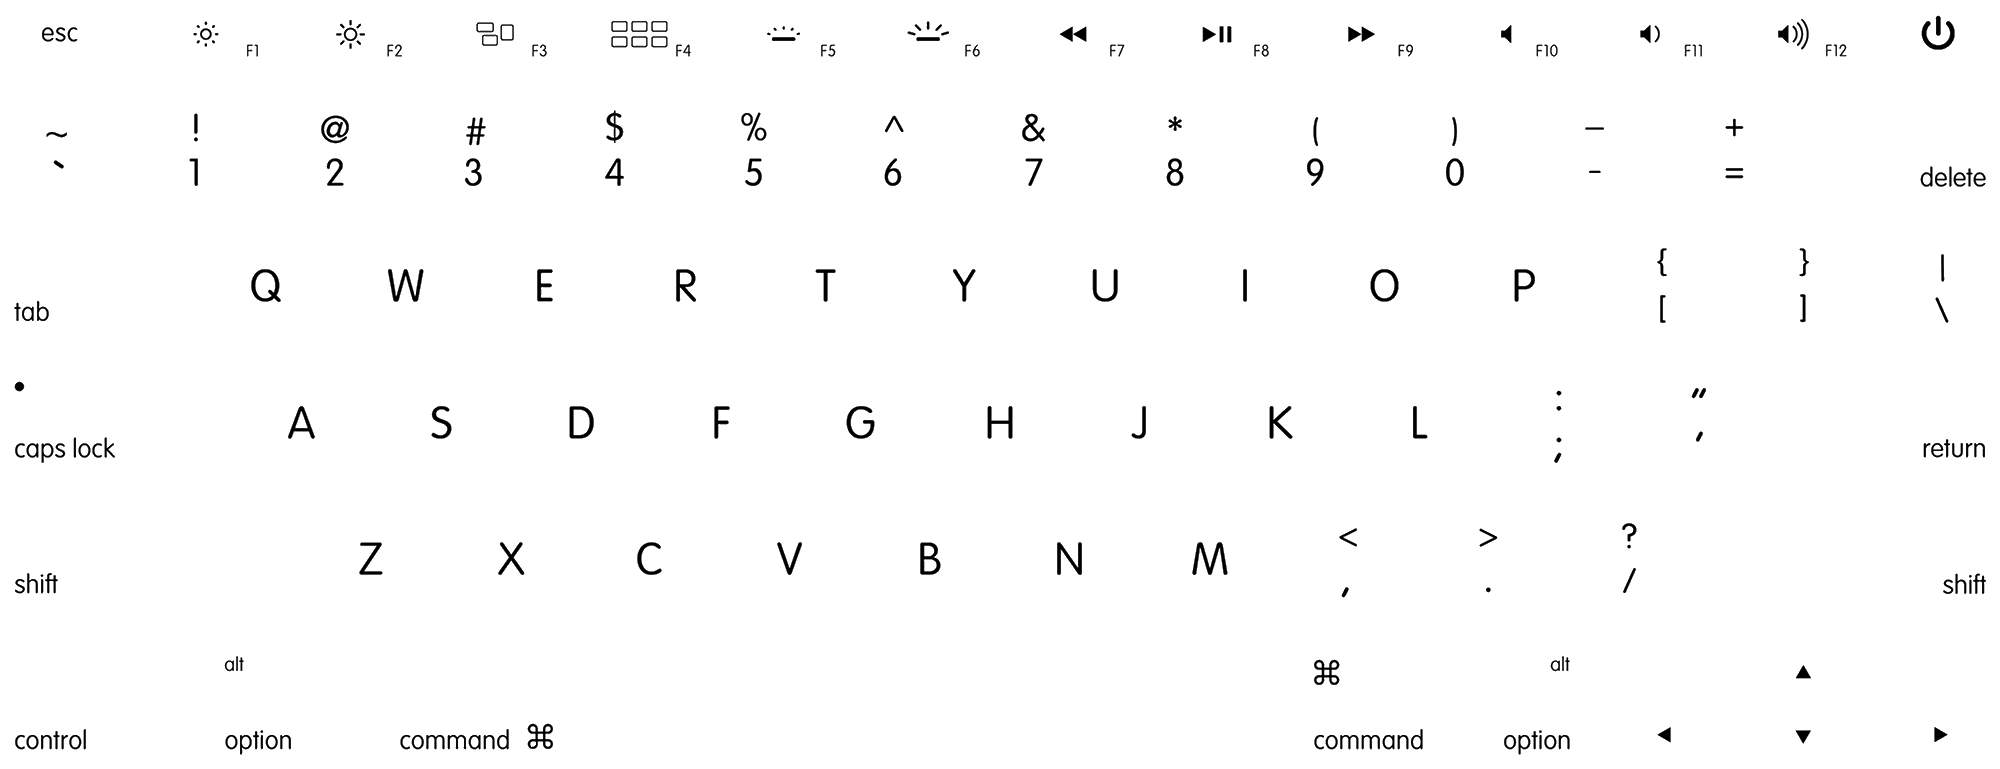 esc F1 F2 F3 F4 F5 F6 F7 F8 F9 F10 F11 F12
~ ! @ # $ % ^ & * ( ) — +
` 1 2 3 4 5 6 7 8 9 0 - = delete
tab Q W E R T Y U I O P { } |
[ ] \
caps lock A S D F G H J K L : " return
; '
shift Z X C V B N M < > ? shift
, . /
alt ⌘ alt
control option command ⌘ command option